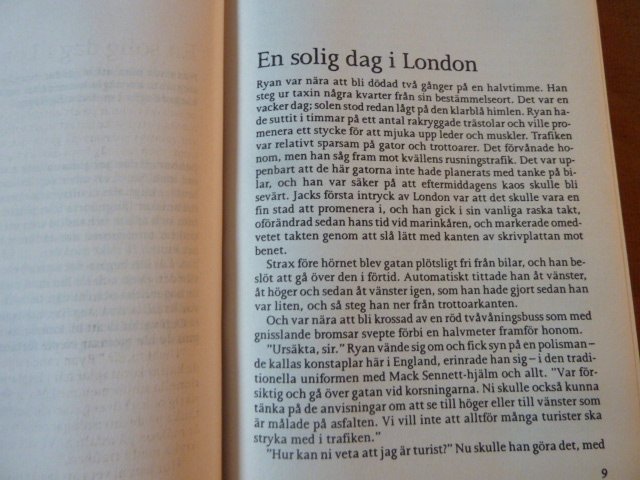 En solig dag i London
Ryan var nära att bli dödad två gånger på en halvtimme. Han
steg ur taxin några kvarter från sin bestämmelseort. Det var en
vacker dag; solen stod redan lågt på den klarblå himlen. Ryan ha-
de suttit i timmar på ett antal rakryggade trästolar och ville pro-
menera ett stycke för att mjuka upp leder och muskler. Trafiken
var relativt sparsam på gator och trottoarer. Det förvånade ho-
nom, men han såg fram mot kvällens rusningstrafik. Det var up-
penbart att de här gatorna inte hade planerats med tanke på bi-
lar, och han var säker på att eftermiddagens kaos skulle bli
sevärt. Jacks första intryck av London var att det skulle vara en
fin stad att promenera i, och han gick i sin vanliga raska takt,
oförändrad sedan hans tid vid marinkåren, och markerade omed-
vetet takten genom att slå lätt med kanten av skrivplattan mot
benet.
Strax före hörnet blev gatan plötsligt fri från bilar, och han be-
slöt att gå över den i förtid. Automatiskt tittade han åt vänster,
åt höger och sedan åt vänster igen, som han hade gjort sedan han
var liten, och så steg han ner från trottoarkanten.
Och var nära att bli krossad av en röd tvåvåningsbuss som med
gnisslande bromsar svepte förbi en halvmeter framför honom.
"Ursäkta, sir." Ryan vände sig om och fick syn på en polisman –
de kallas konstaplar här i England, erinrade han sig – i den tradi-
tionella uniformen med Mack Sennett-hjälm och allt. "Var för-
siktig och gå över gatan vid korsningarna. Ni skulle också kunna
tänka på de anvisningar om att se till höger eller till vänster som
är målade på asfalten. Vi vill inte att alltför många turister ska
stryka med i trafiken."
"Hur kan ni veta att jag är turist?" Nu skulle han göra det, med
9